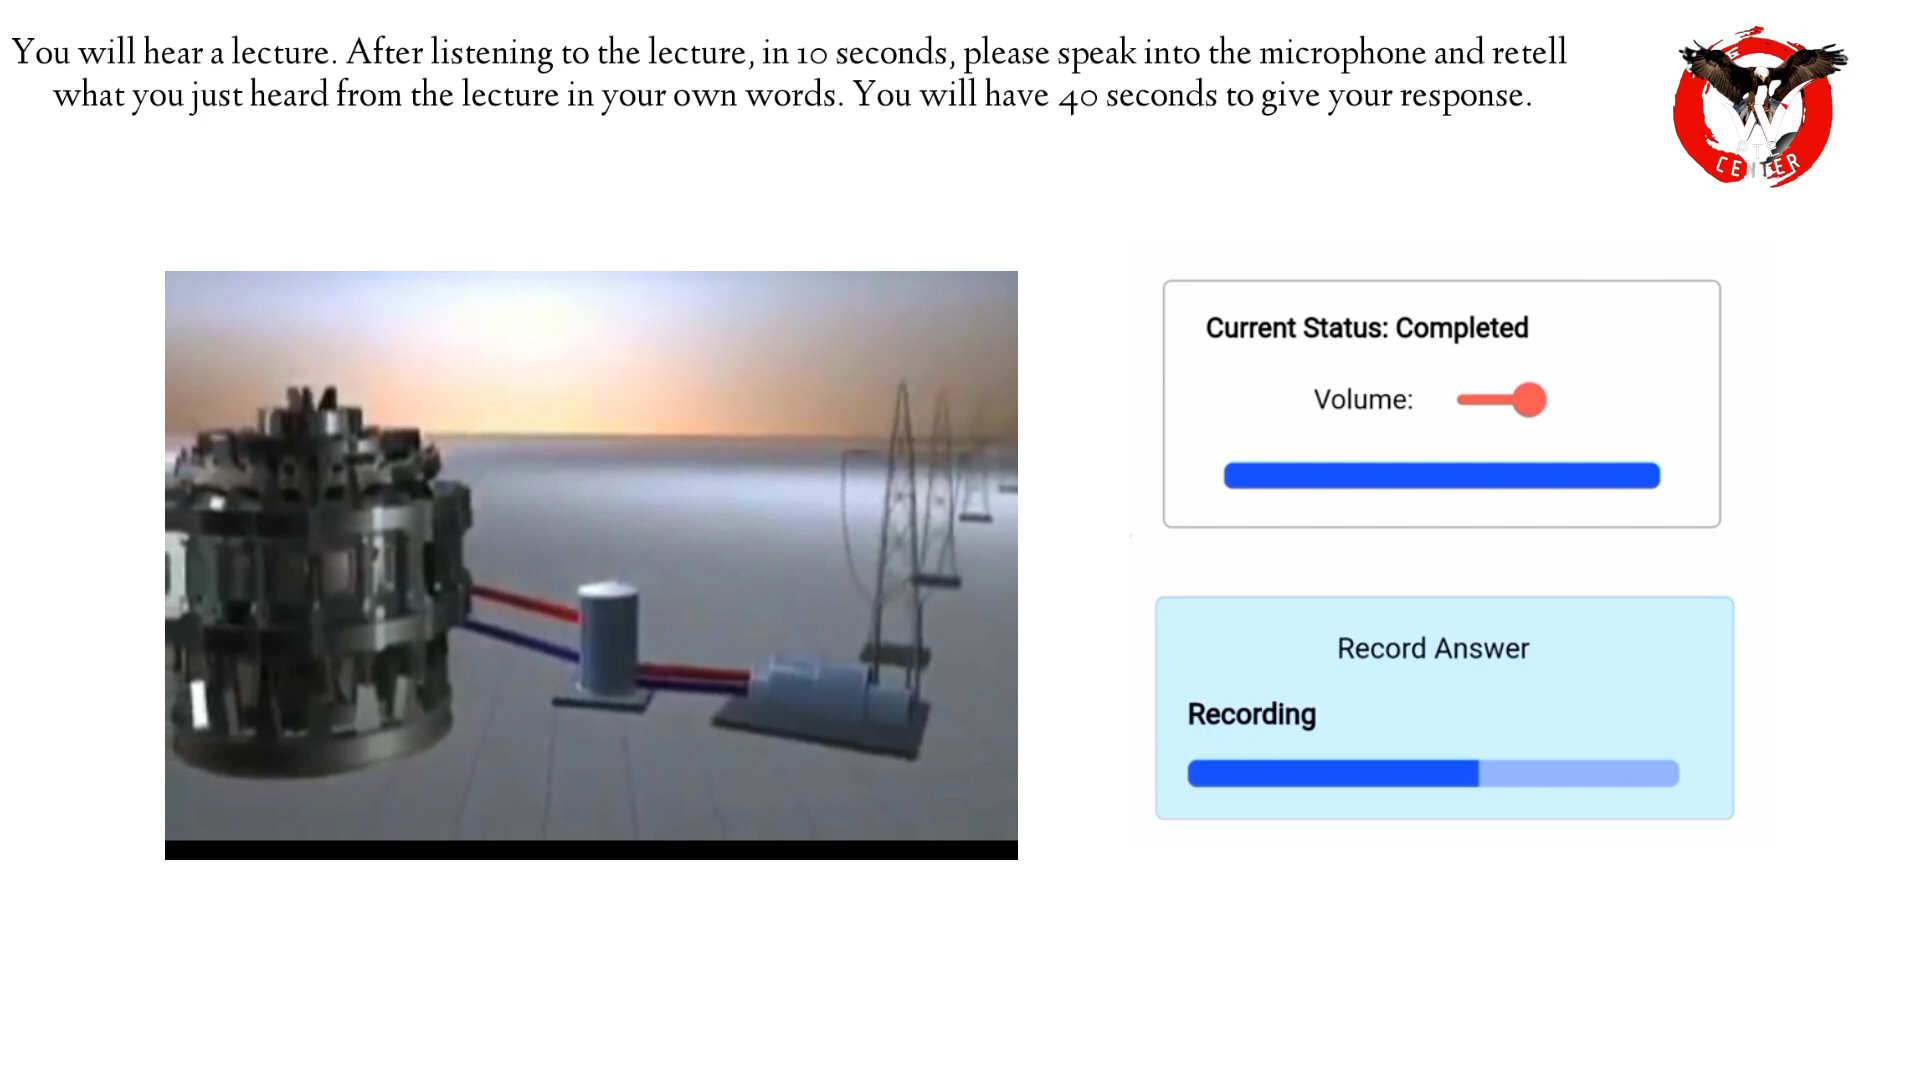 You will hear a lecture. After listening to the lecture, in 10 seconds, please speak into the microphone and retell
what you just heard from the lecture in your own words. You will have 40 seconds to give your response.
W
PTE
CENTER
Current Status: Completed
Volume:
Record Answer
Recording